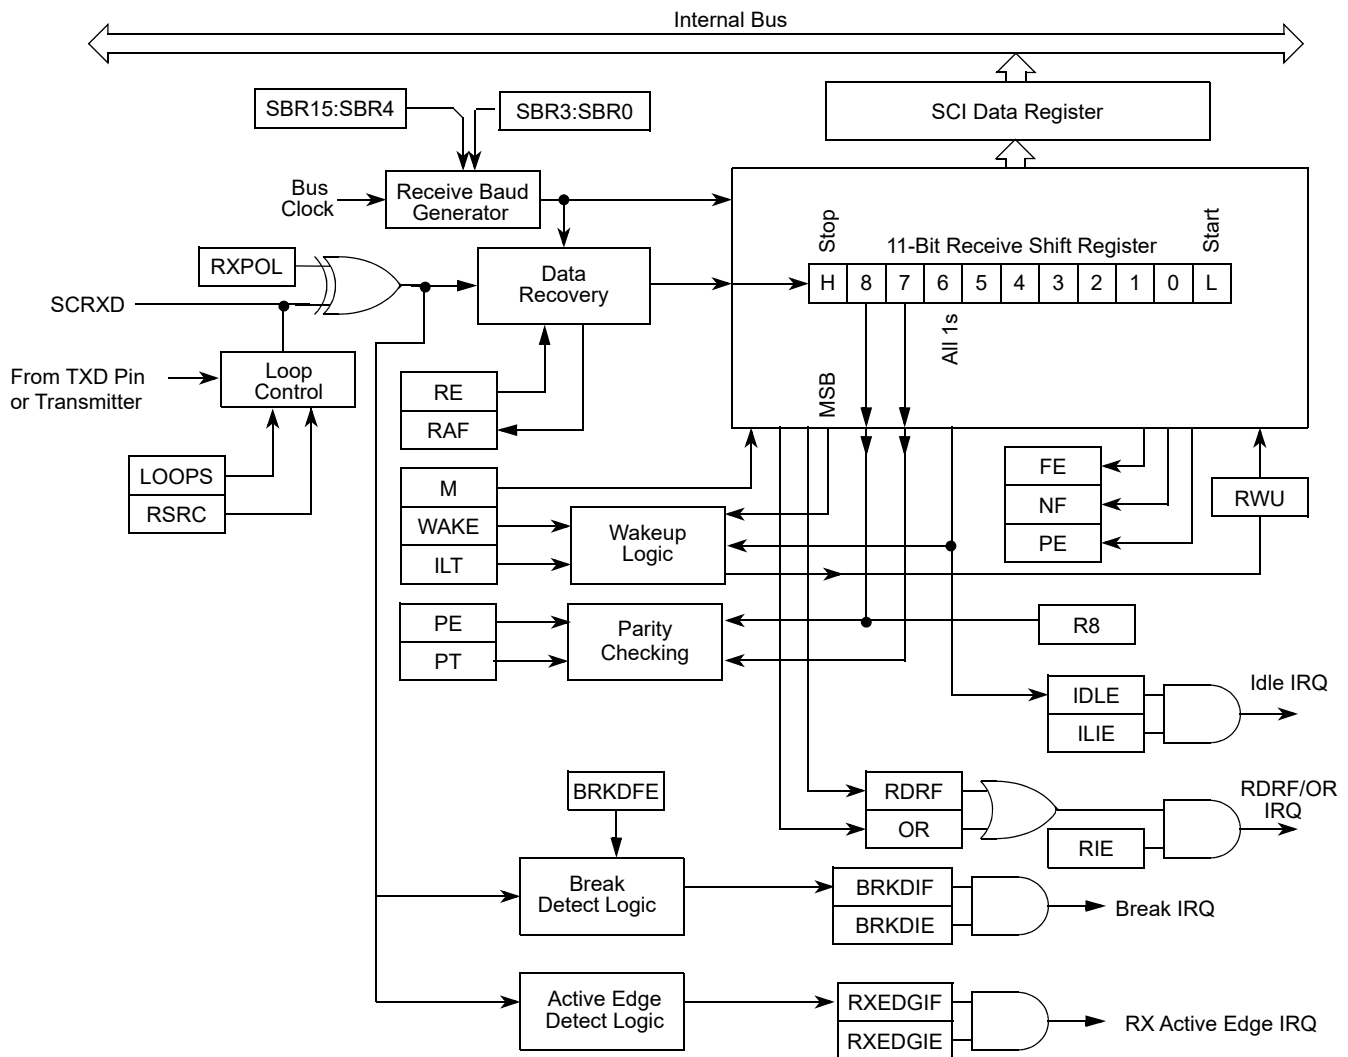 Internal Bus
SBR15:SBR4
SBR3:SBR0
SCI Data Register
Bus
Clock
Receive Baud
Generator
RXPOL
SCRXD
Data
Recovery
Stop
11-Bit Receive Shift Register
Start
H 8 7 6 5 4 3 2 1 0 L
All 1s
MSB
From TXD Pin
or Transmitter
Loop
Control
RE
RAF
LOOPS
RSRC
M
WAKE
ILT
Wakeup
Logic
FE
NF
PE
RWU
PE
PT
Parity
Checking
R8
IDLE
ILIE
Idle IRQ
BRKDFE
RDRF
OR
RIE
RDRF/OR
IRQ
Break
Detect Logic
BRKDIF
BRKDIE
Break IRQ
Active Edge
Detect Logic
RXEDGIF
RXEDGIE
RX Active Edge IRQ